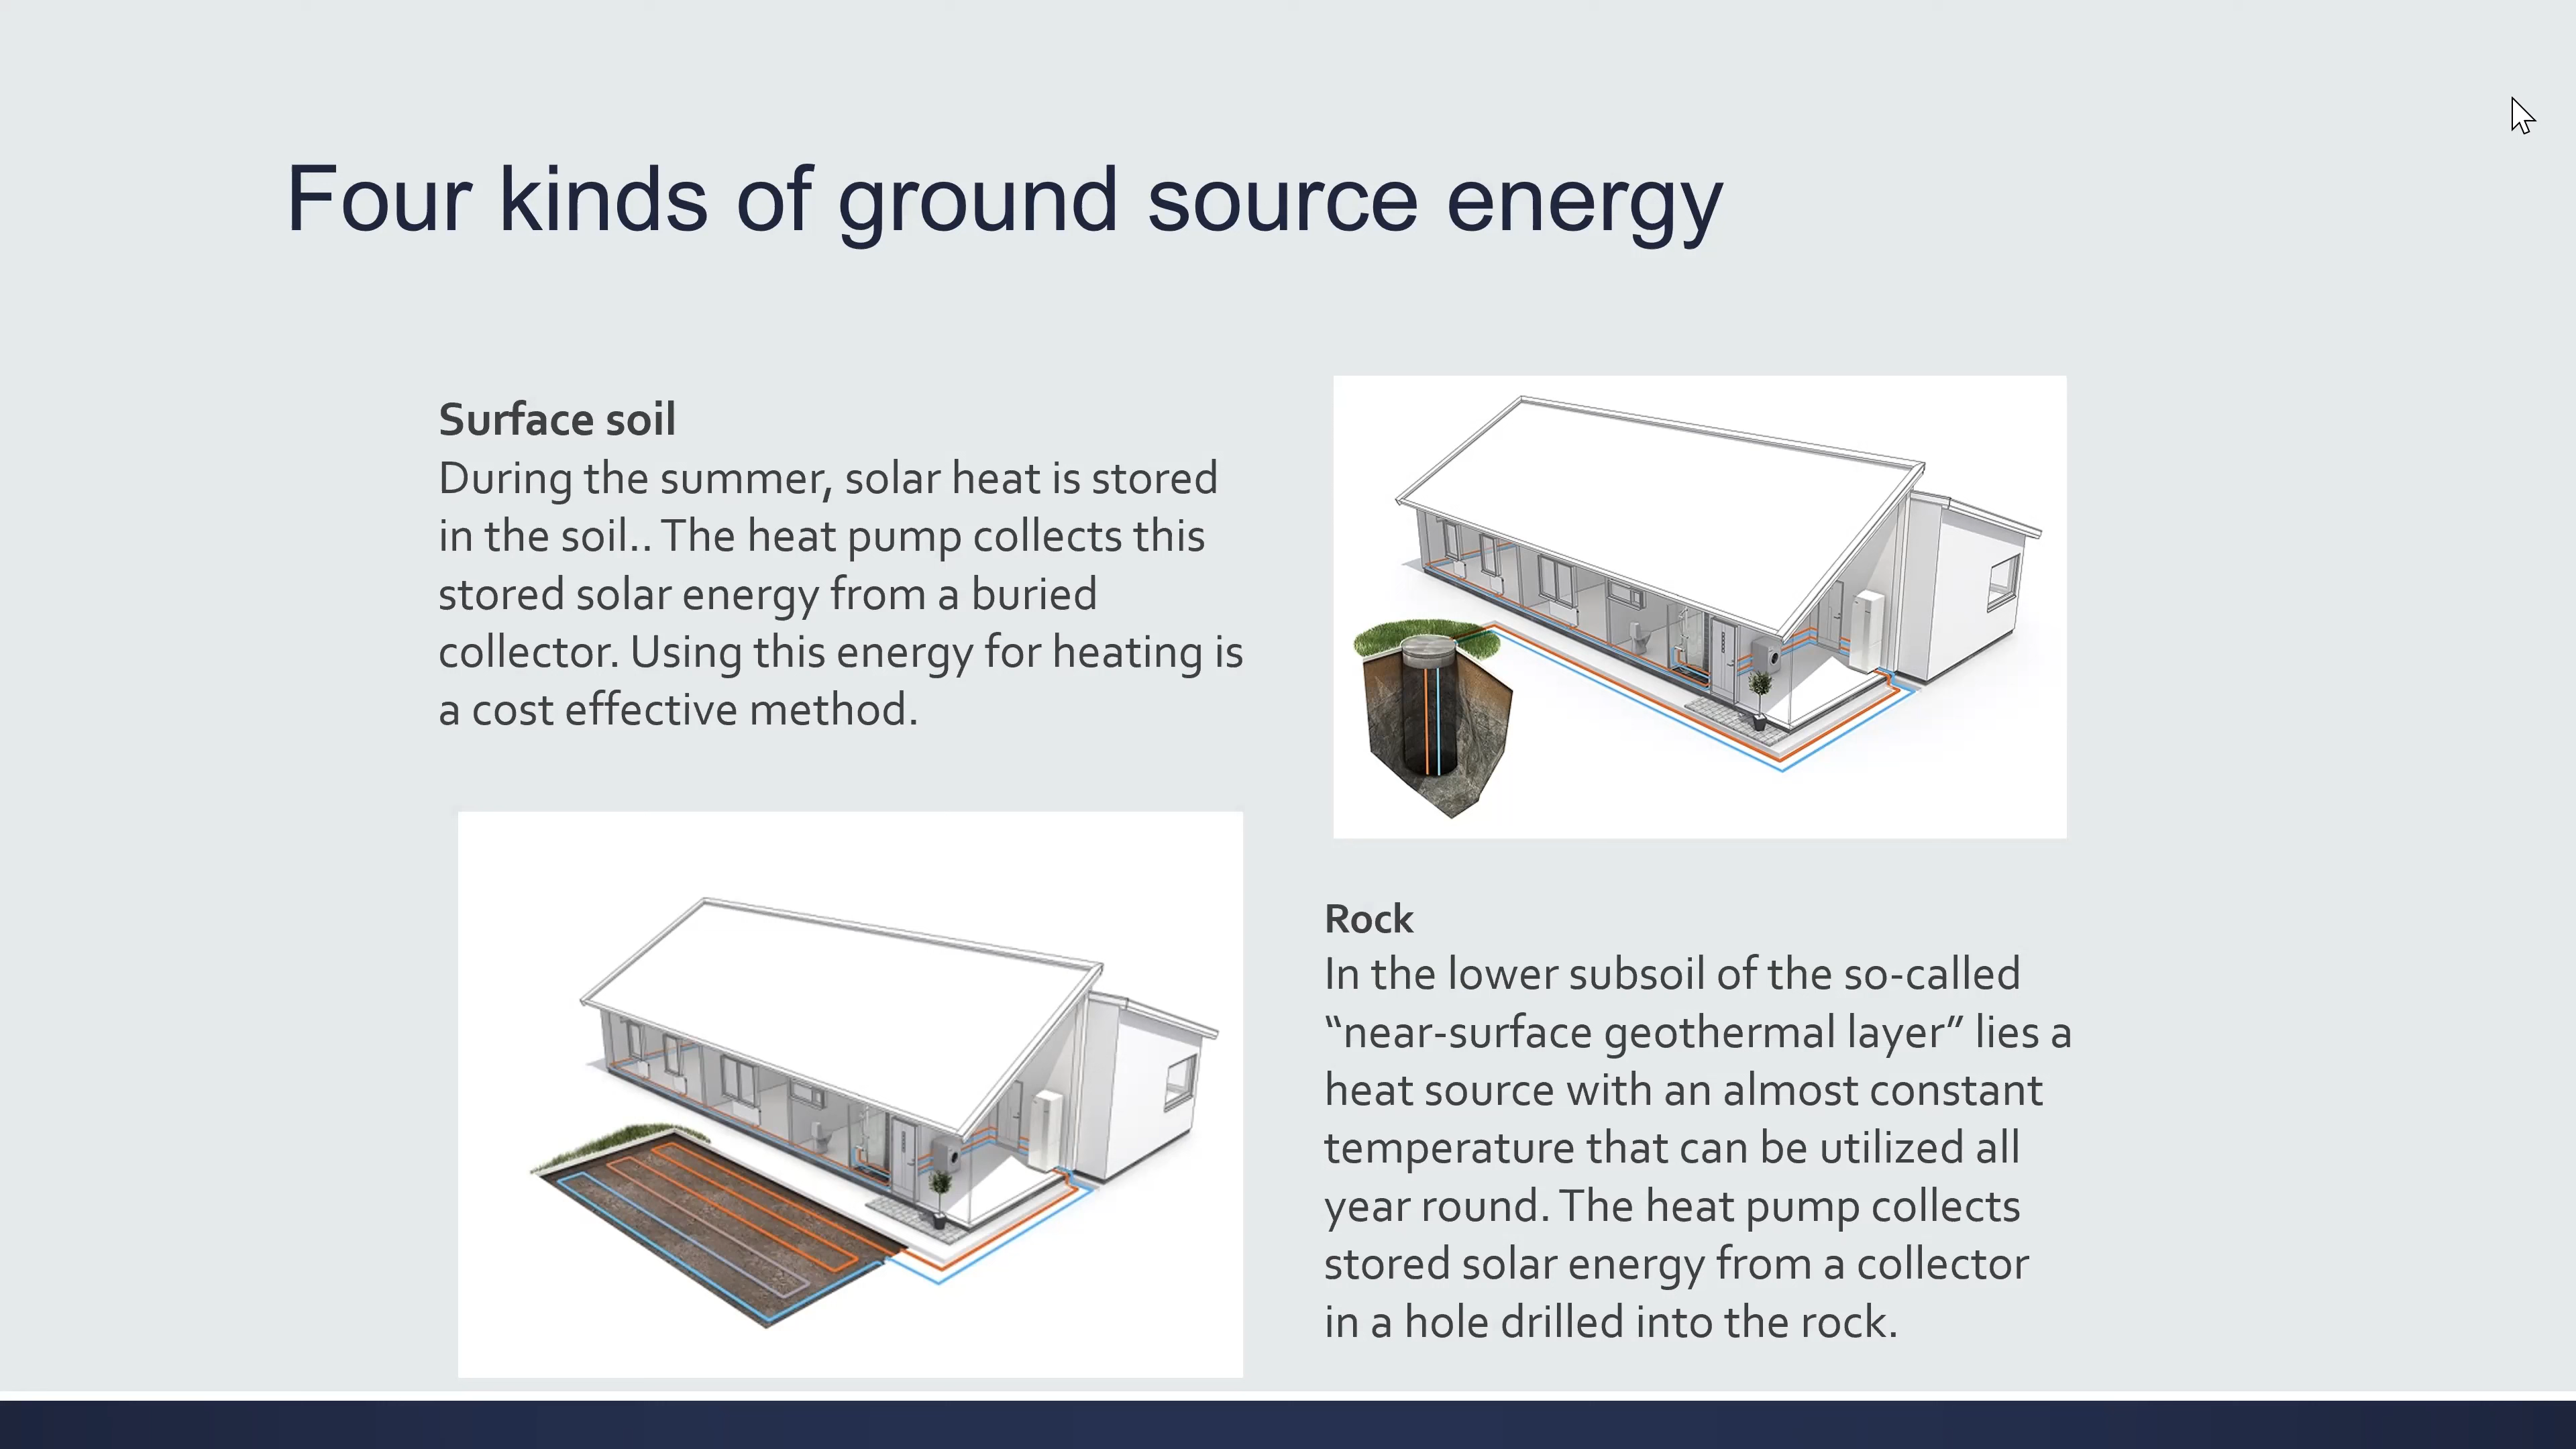 Four kinds of ground source energy
Surface soil
During the summer, solar heat is stored
in the soil.. The heat pump collects this
stored solar energy from a buried
collector. Using this energy for heating is
a cost effective method.
Rock
In the lower subsoil of the so-called
“near-surface geothermal layer” lies a
heat source with an almost constant
temperature that can be utilized all
year round. The heat pump collects
stored solar energy from a collector
in a hole drilled into the rock.